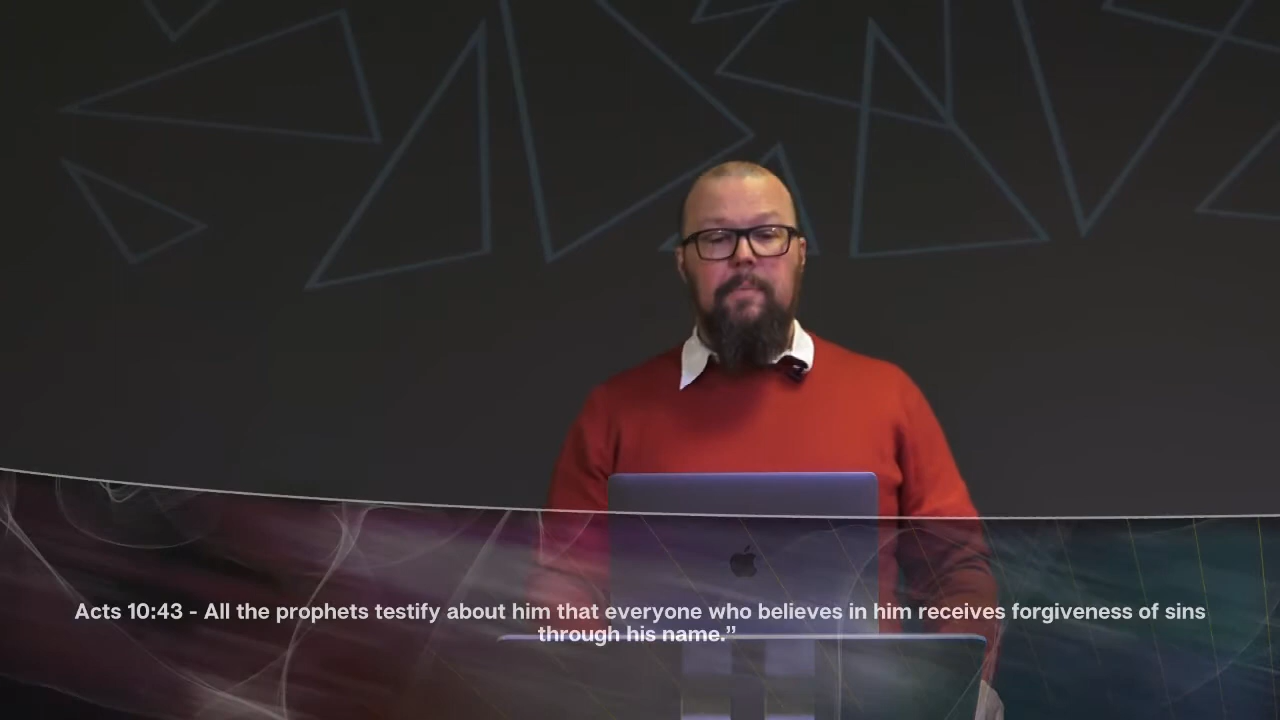 Acts 10:43 - All the prophets testify about him that everyone who believes in him receives forgiveness of sins
through his name.”